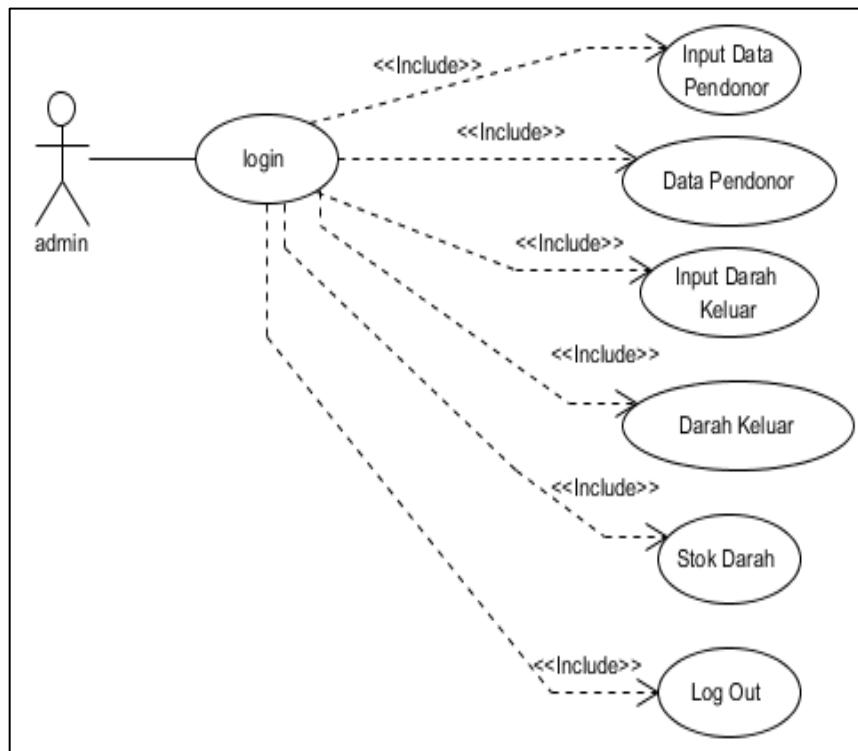 <<Include>>
Input Data
Pendonor
<<Include>>
login
Data Pendonor
admin
<<Include>>
Input Darah
Keluar
<<Include>>
Darah Keluar
<<Include>>
Stok Darah
<<Include>>
Log Out